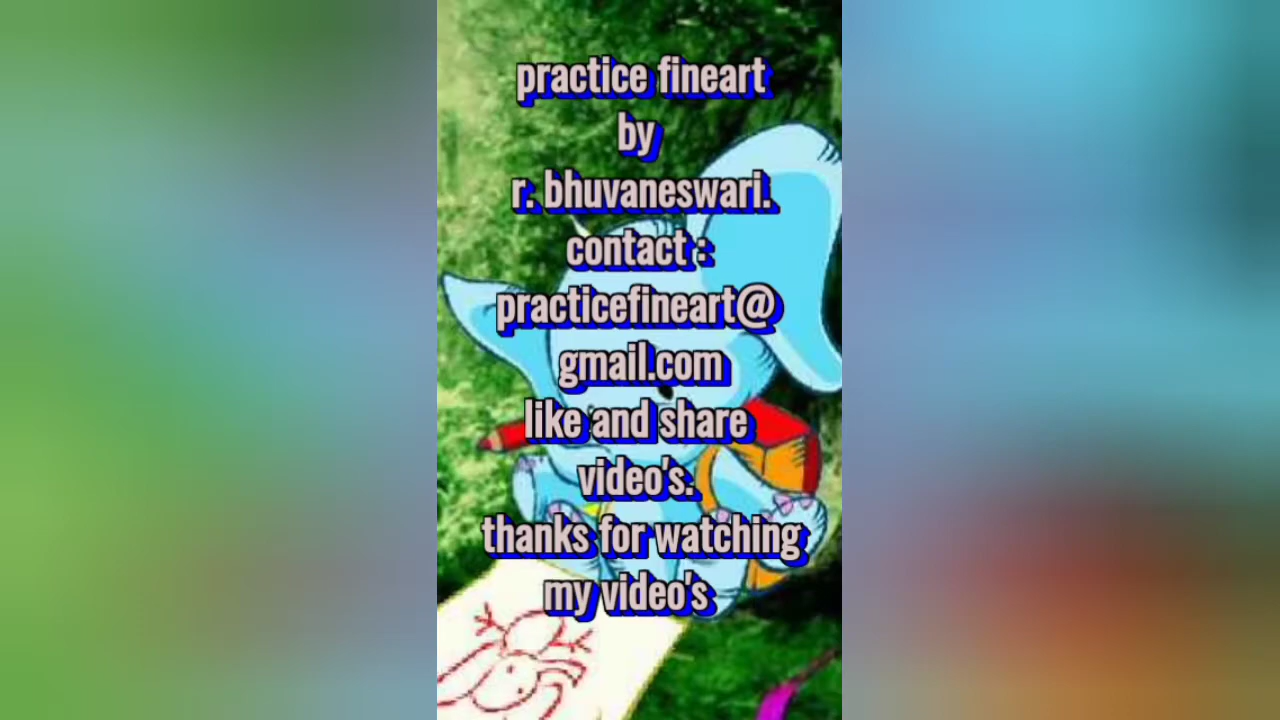 practice fineart
by
r. bhuvaneswari.
contact :
practicefineart@
gmail.com
like and share
video's.
thanks for watching
my video's